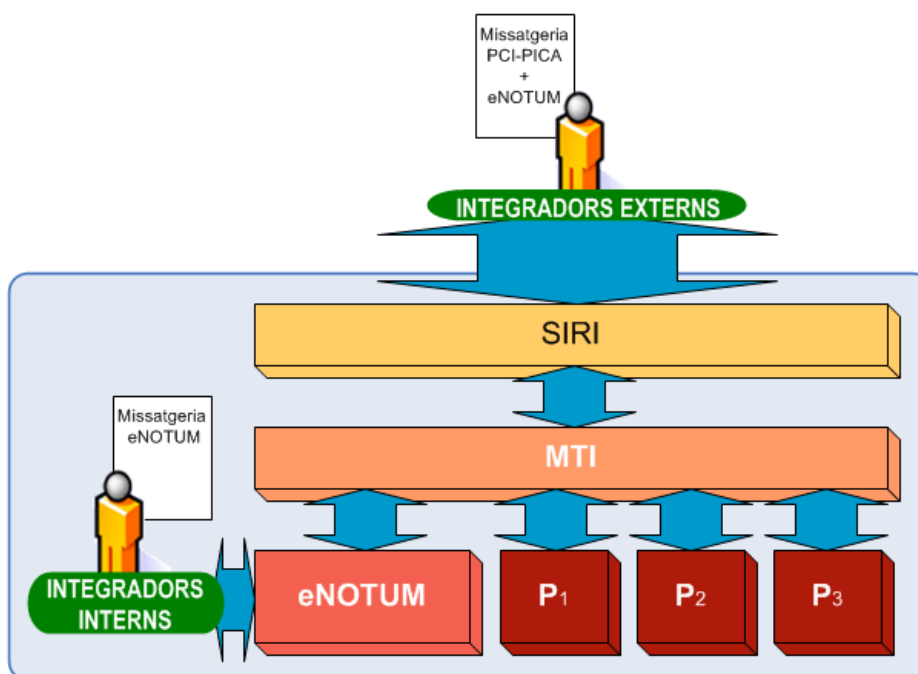 Missatgeria
PCI-PICA
+
eNOTUM
INTEGRADORS EXTERNS
SIRI
Missatgeria
eNOTUM
MTI
INTEGRADORS
INTERNS
eNOTUM
P1
P2
P3